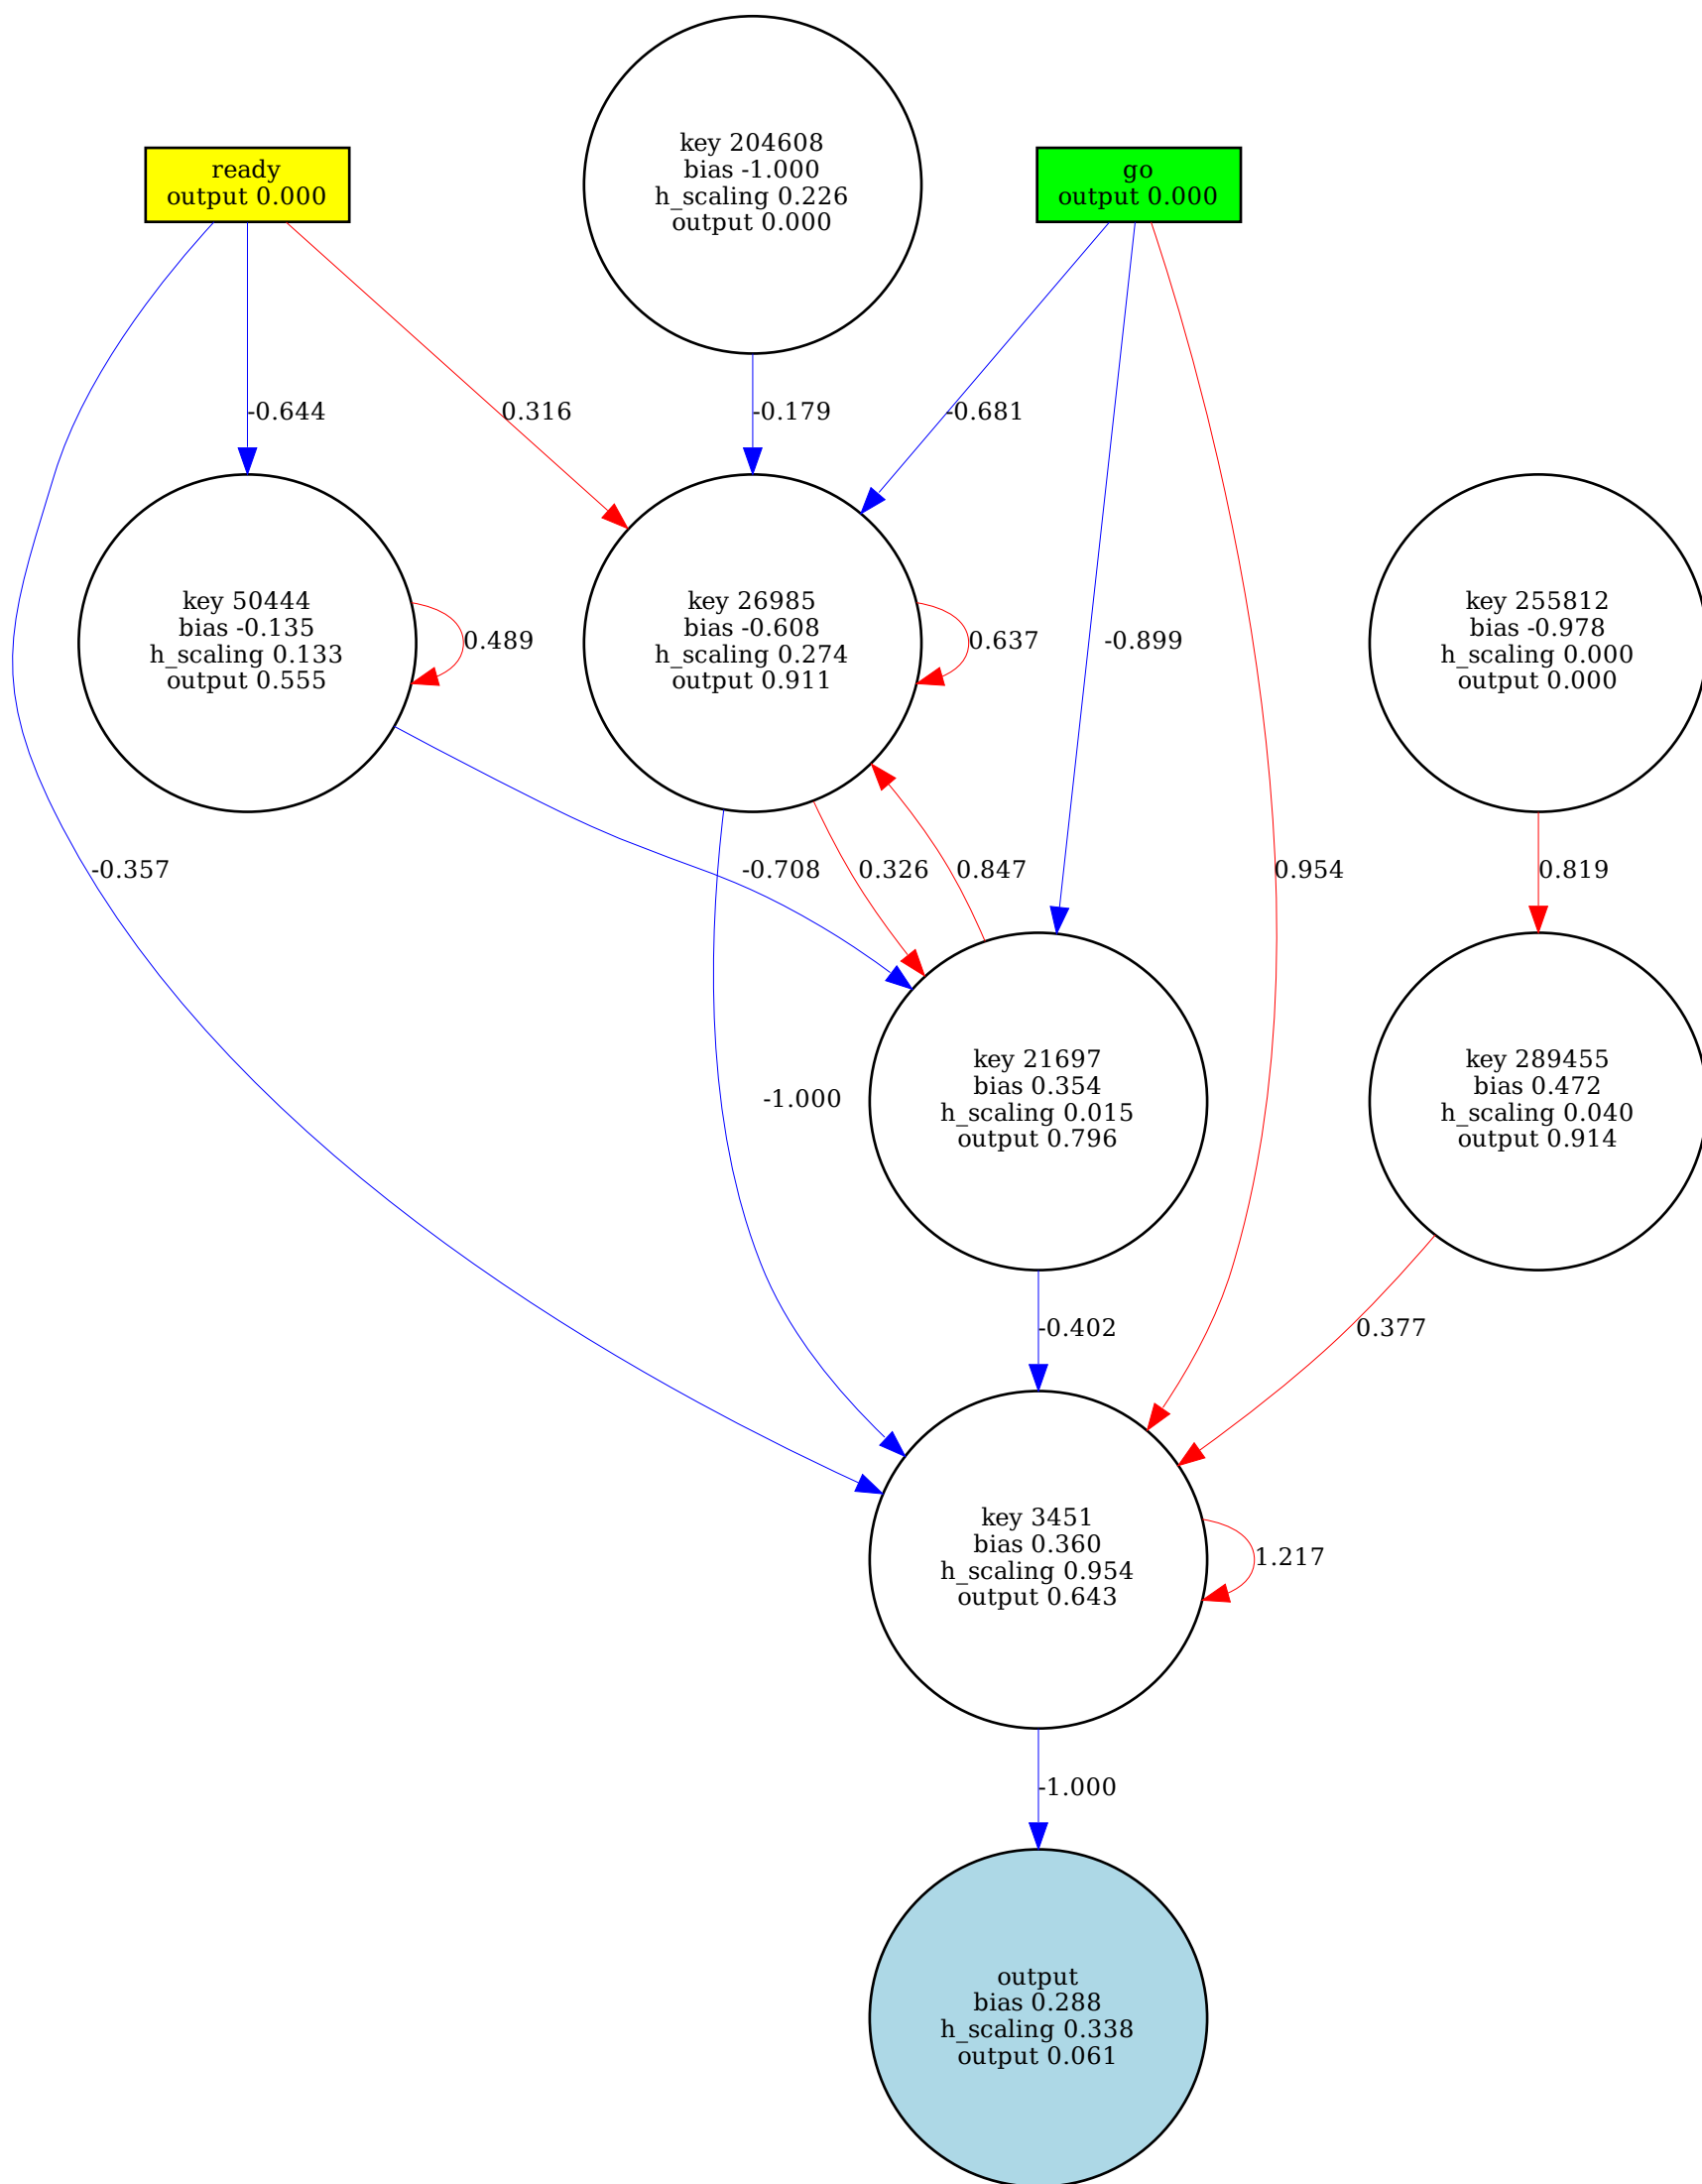 key 204608
bias -1.000
h_scaling 0.226
output 0.000
ready
output 0.000
go
output 0.000
-0.644
0.316
-0.179
-0.681
key 50444
bias -0.135
h_scaling 0.133
output 0.555
0.489
key 26985
bias -0.608
h_scaling 0.274
output 0.911
0.637
-0.899
key 255812
bias -0.978
h_scaling 0.000
output 0.000
-0.357
-0.708
0.326
0.847
0.954
0.819
-1.000
key 21697
bias 0.354
h_scaling 0.015
output 0.796
key 289455
bias 0.472
h_scaling 0.040
output 0.914
-0.402
0.377
key 3451
bias 0.360
h_scaling 0.954
output 0.643
1.217
-1.000
output
bias 0.288
h_scaling 0.338
output 0.061